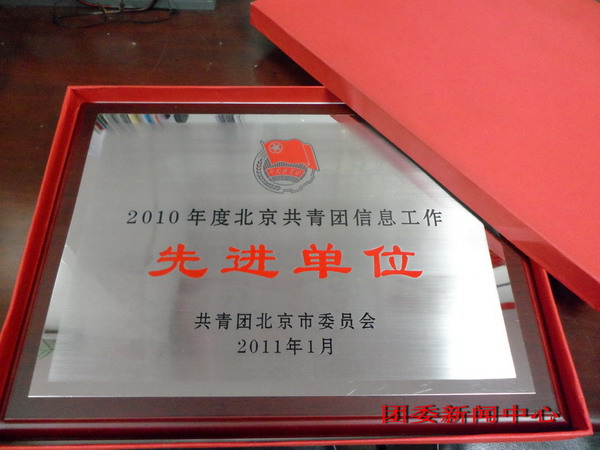 2010年度北京共青团信息工作
先进单位
共青团北京市委员会
2011年1月
团委新闻中心